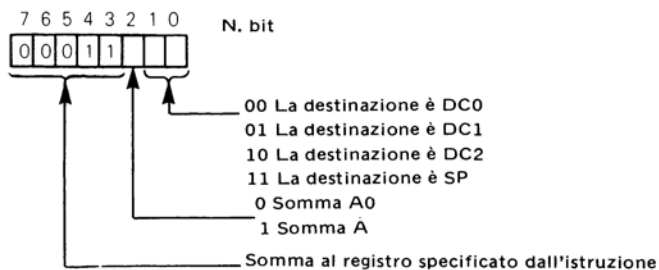 7 6 5 4 3 2 1 0 N. bit
0 0 0 1 1
00 La destinazione è DC0
01 La destinazione è DC1
10 La destinazione è DC2
11 La destinazione è SP
0 Somma A0
1 Somma A
Somma al registro specificato dall'istruzione